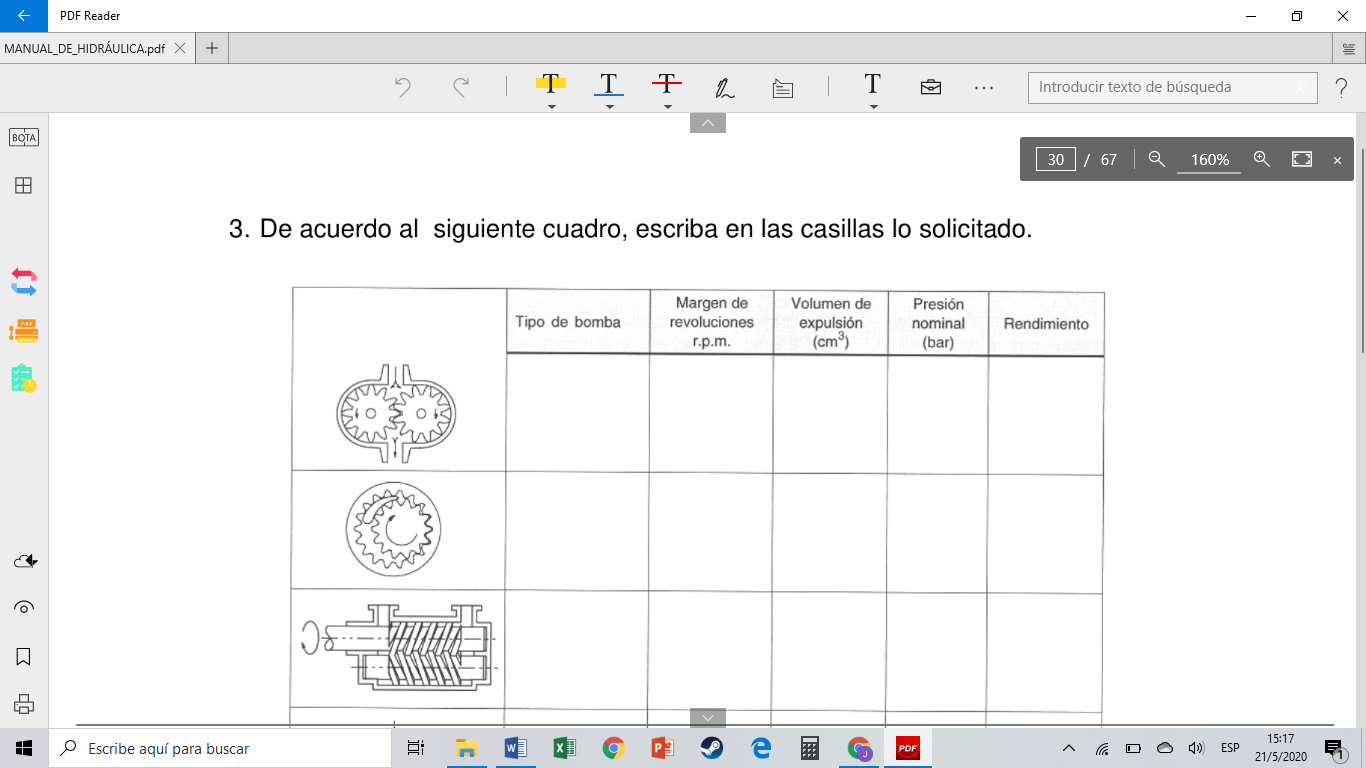 PDF Reader
MANUAL_DE_HIDRÁULICA.pdf
T T T T ... Introducir texto de búsqueda ?
BOTA
30 / 67 160%
3. De acuerdo al siguiente cuadro, escriba en las casillas lo solicitado.
Tipo de bomba
Margen de
revoluciones
r.p.m.
Volumen de
expulsión
(cm³)
Presión
nominal
(bar)
Rendimiento
FAX
Escribe aquí para buscar
W X P J PDF
ESP
15:17
21/5/2020
1